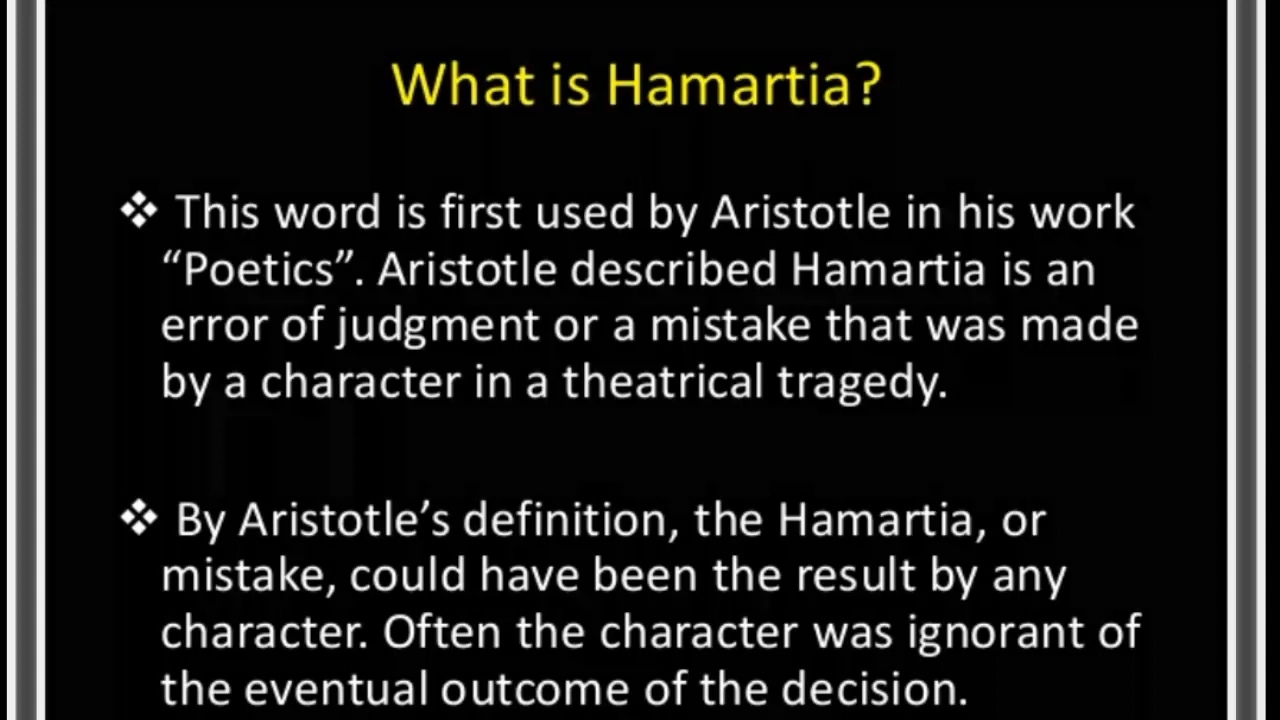 What is Hamartia?
❖ This word is first used by Aristotle in his work
“Poetics”. Aristotle described Hamartia is an
error of judgment or a mistake that was made
by a character in a theatrical tragedy.
❖ By Aristotle’s definition, the Hamartia, or
mistake, could have been the result by any
character. Often the character was ignorant of
the eventual outcome of the decision.